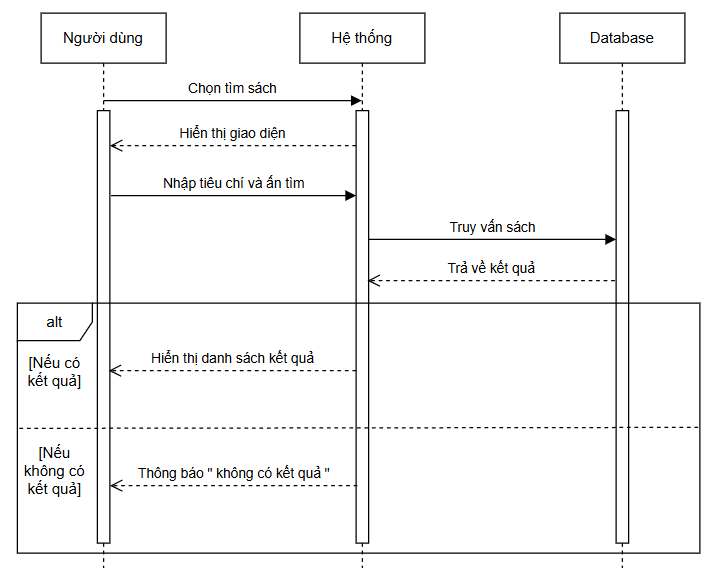 Người dùng
Hệ thống
Database
Chọn tìm sách
Hiển thị giao diện
Nhập tiêu chí và ấn tìm
Truy vấn sách
Trả về kết quả
alt
[Nếu có
kết quả]
Hiển thị danh sách kết quả
[Nếu
không có
kết quả]
Thông báo " không có kết quả "